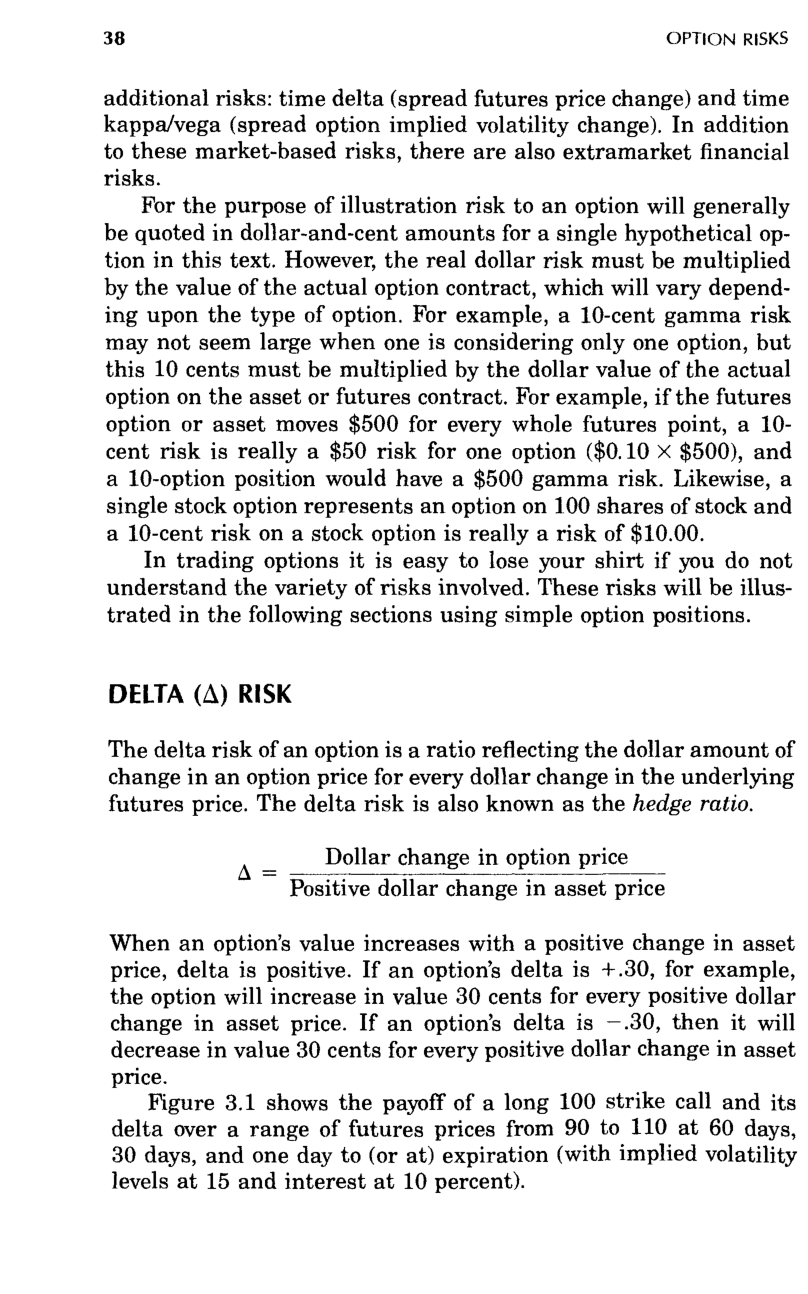 38
OPTION RISKS
additional risks: time delta (spread futures price change) and time
kappa/vega (spread option implied volatility change). In addition
to these market-based risks, there are also extramarket financial
risks.
For the purpose of illustration risk to an option will generally
be quoted in dollar-and-cent amounts for a single hypothetical op-
tion in this text. However, the real dollar risk must be multiplied
by the value of the actual option contract, which will vary depend-
ing upon the type of option. For example, a 10-cent gamma risk
may not seem large when one is considering only one option, but
this 10 cents must be multiplied by the dollar value of the actual
option on the asset or futures contract. For example, if the futures
option or asset moves $500 for every whole futures point, a 10-
cent risk is really a $50 risk for one option ($0.10 × $500), and
a 10-option position would have a $500 gamma risk. Likewise, a
single stock option represents an option on 100 shares of stock and
a 10-cent risk on a stock option is really a risk of $10.00.
In trading options it is easy to lose your shirt if you do not
understand the variety of risks involved. These risks will be illus-
trated in the following sections using simple option positions.
DELTA (Δ) RISK
The delta risk of an option is a ratio reflecting the dollar amount of
change in an option price for every dollar change in the underlying
futures price. The delta risk is also known as the hedge ratio.
Δ = Dollar change in option price
Positive dollar change in asset price
When an option's value increases with a positive change in asset
price, delta is positive. If an option's delta is +.30, for example,
the option will increase in value 30 cents for every positive dollar
change in asset price. If an option's delta is −.30, then it will
decrease in value 30 cents for every positive dollar change in asset
price.
Figure 3.1 shows the payoff of a long 100 strike call and its
delta over a range of futures prices from 90 to 110 at 60 days,
30 days, and one day to (or at) expiration (with implied volatility
levels at 15 and interest at 10 percent).